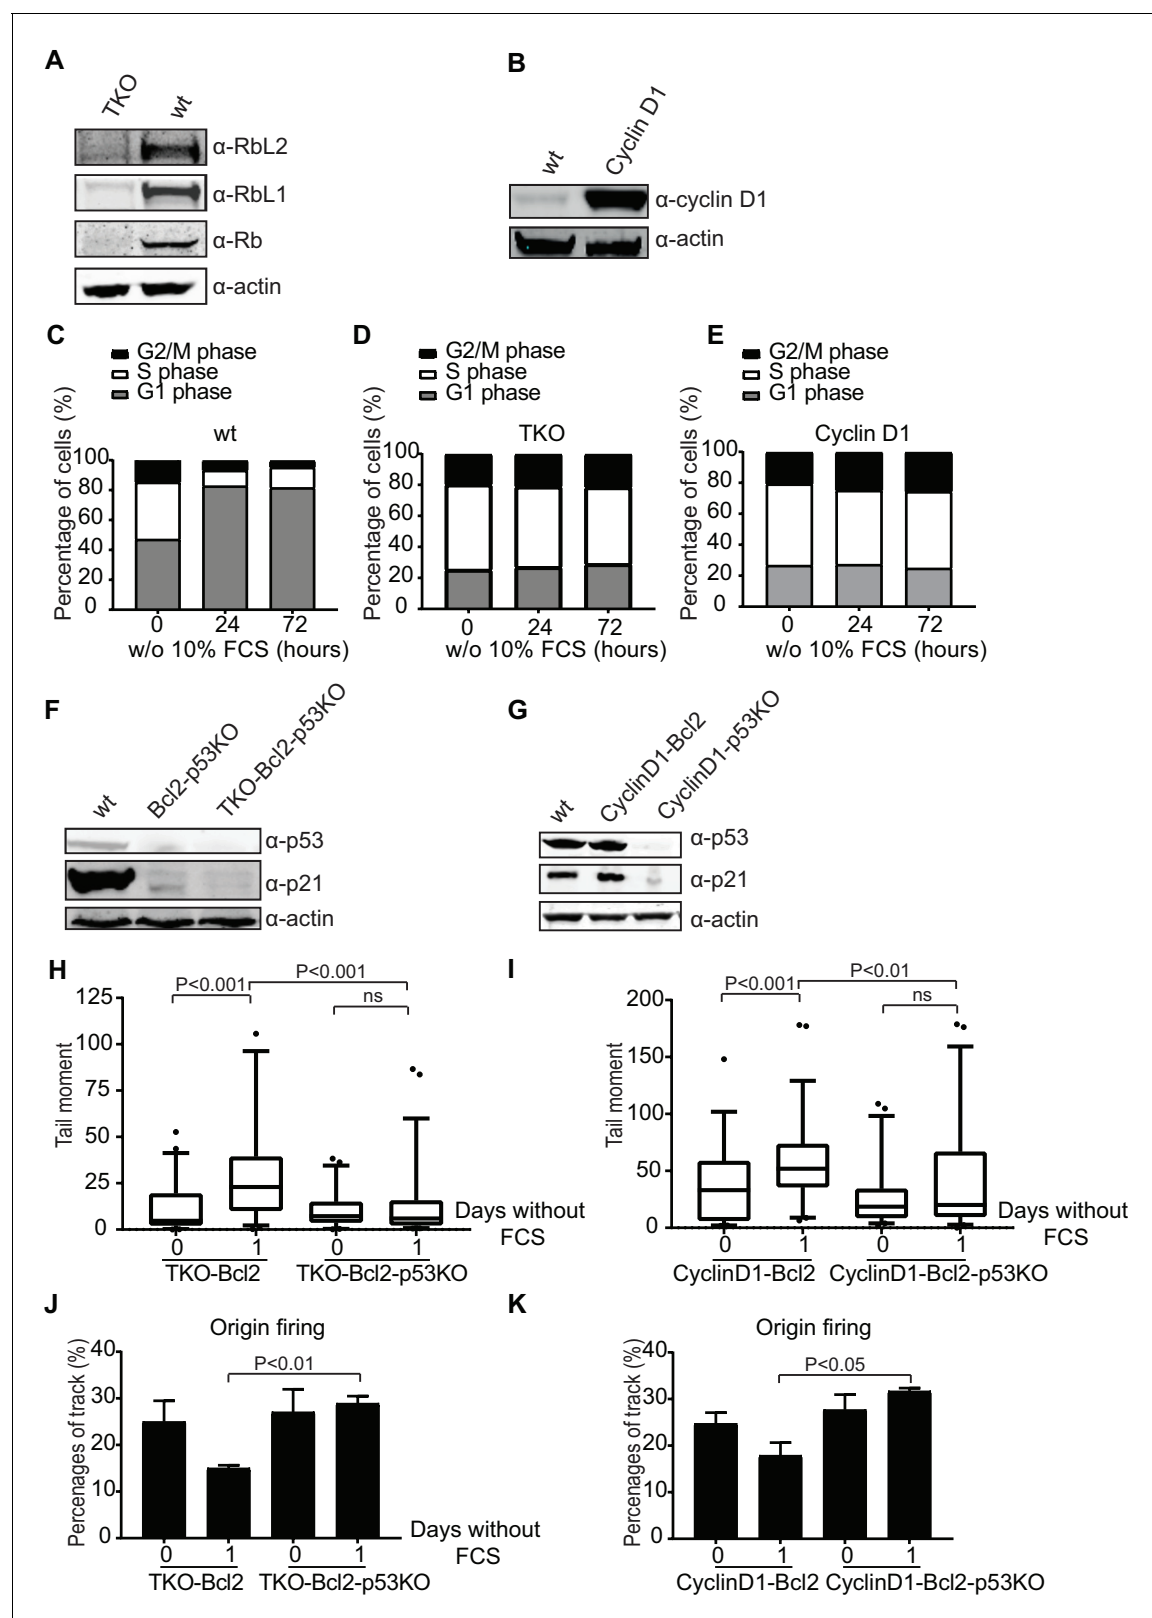 A
TKO
wt
α-RbL2
α-RbL1
α-Rb
α-actin
B
wt
Cyclin D1
α-cyclin D1
α-actin
C
G2/M phase
S phase
G1 phase
wt
Percentage of cells (%)
100
80
60
40
20
0
0 24 72
w/o 10% FCS (hours)
D
G2/M phase
S phase
G1 phase
TKO
Percentage of cells (%)
100
80
60
40
20
0
0 24 72
w/o 10% FCS (hours)
E
G2/M phase
S phase
G1 phase
Cyclin D1
Percentage of cells (%)
100
80
60
40
20
0
0 24 72
w/o 10% FCS (hours)
F
wt
Bcl2-p53KO
TKO-Bcl2-p53KO
α-p53
α-p21
α-actin
G
wt
CyclinD1-Bcl2
CyclinD1-p53KO
α-p53
α-p21
α-actin
H
P<0.001
P<0.001
ns
Tail moment
125
100
75
50
25
0
0 1 0 1
Days without
FCS
TKO-Bcl2 TKO-Bcl2-p53KO
I
P<0.001
P<0.01
ns
Tail moment
200
150
100
50
0
0 1 0 1
Days without
FCS
CyclinD1-Bcl2 CyclinD1-Bcl2-p53KO
J
Origin firing
P<0.01
Percenages of track (%)
40
30
20
10
0
0 1 0 1
Days without
FCS
TKO-Bcl2 TKO-Bcl2-p53KO
K
Origin firing
P<0.05
Percenages of track (%)
40
30
20
10
0
0 1 0 1
CyclinD1-Bcl2 CyclinD1-Bcl2-p53KO